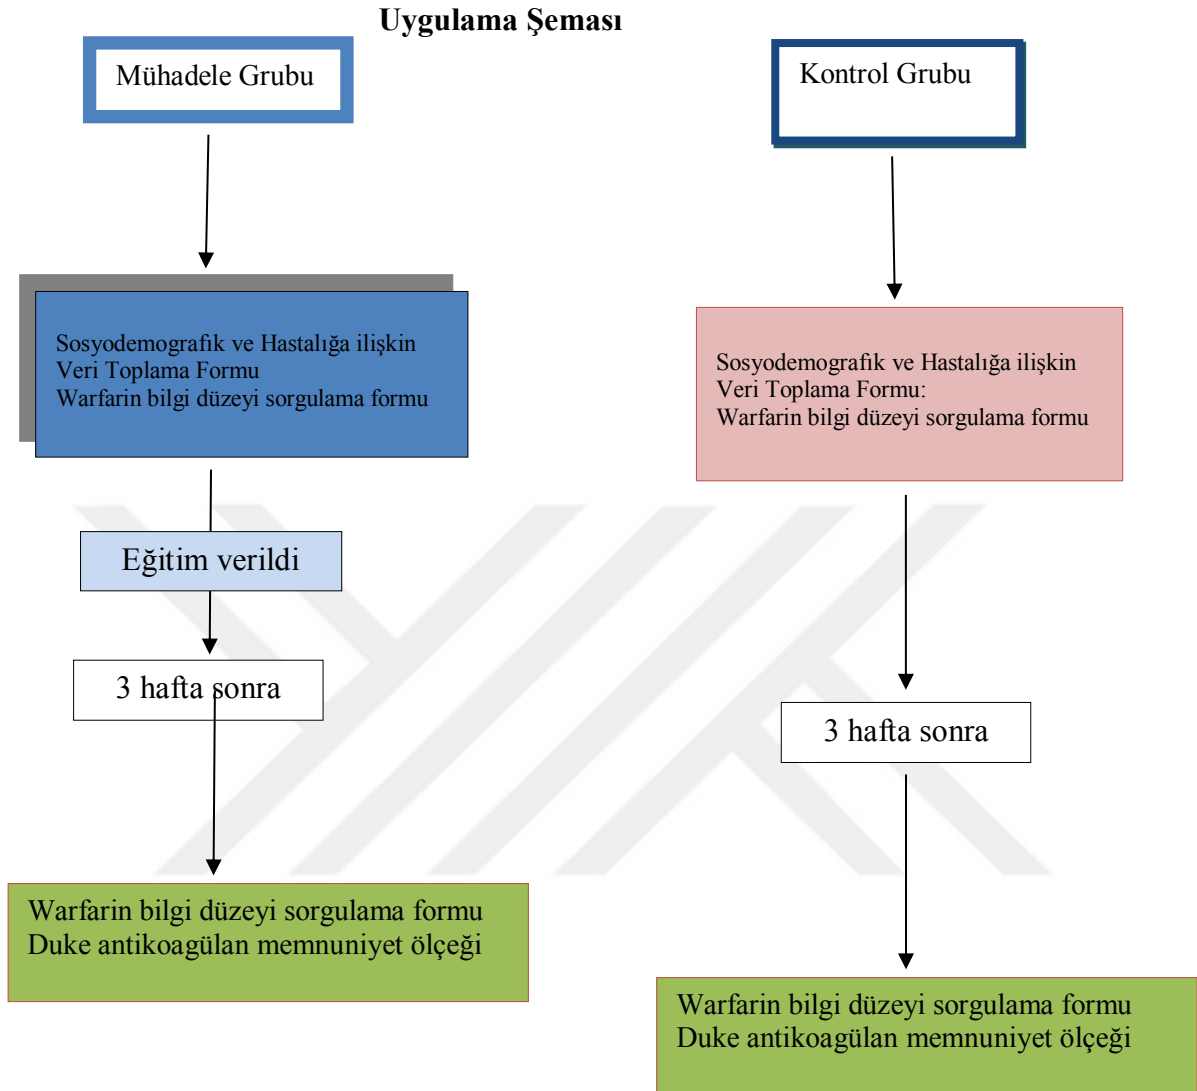 Uygulama Şeması
Mühadele Grubu
Kontrol Grubu
Sosyodemografik ve Hastalığa ilişkin
Veri Toplama Formu
Warfarin bilgi düzeyi sorgulama formu
Sosyodemografik ve Hastalığa ilişkin
Veri Toplama Formu:
Warfarin bilgi düzeyi sorgulama formu
Eğitim verildi
3 hafta sonra
3 hafta sonra
Warfarin bilgi düzeyi sorgulama formu
Duke antikoagülan memnuniyet ölçeği
Warfarin bilgi düzeyi sorgulama formu
Duke antikoagülan memnuniyet ölçeği